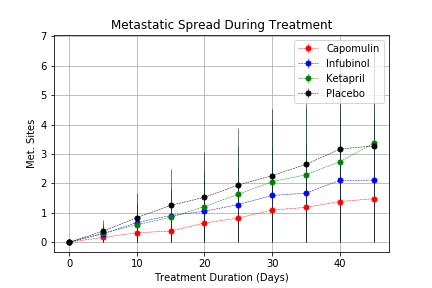 Metastatic Spread During Treatment
Capomulin
Infubinol
Ketapril
Placebo
Met. Sites
7
6
5
4
3
2
1
0
0 10 20 30 40
Treatment Duration (Days)